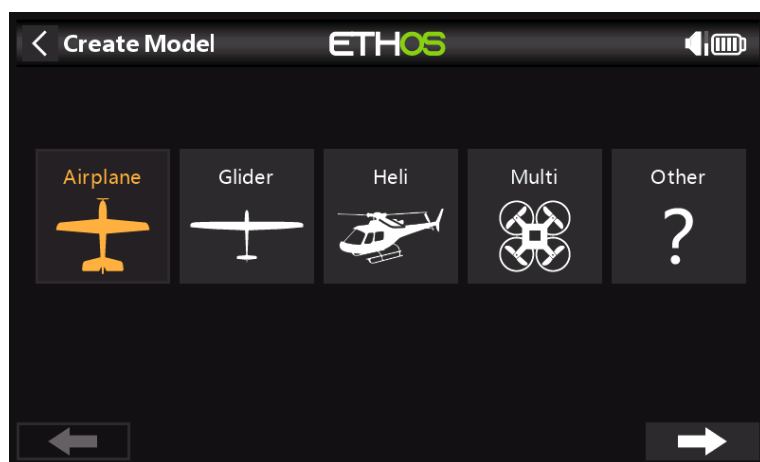 Create Model
ETHOS
Airplane
Glider
Heli
Multi
Other
?